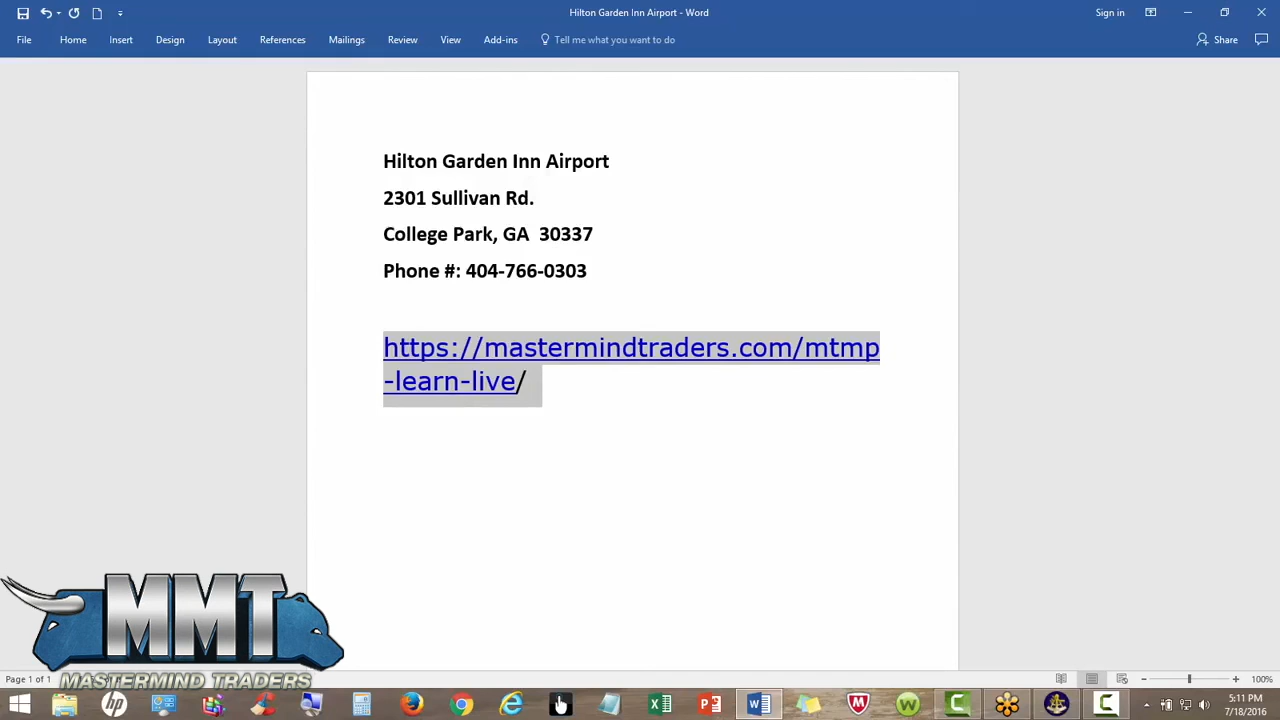 Hilton Garden Inn Airport - Word
Sign in
File Home Insert Design Layout References Mailings Review View Add-ins Tell me what you want to do Share
Hilton Garden Inn Airport
2301 Sullivan Rd.
College Park, GA  30337
Phone #: 404-766-0303
https://mastermindtraders.com/mtmp
-learn-live/
MMT
MASTERMIND TRADERS
Page 1 of 1
100%
5:11 PM
7/18/2016